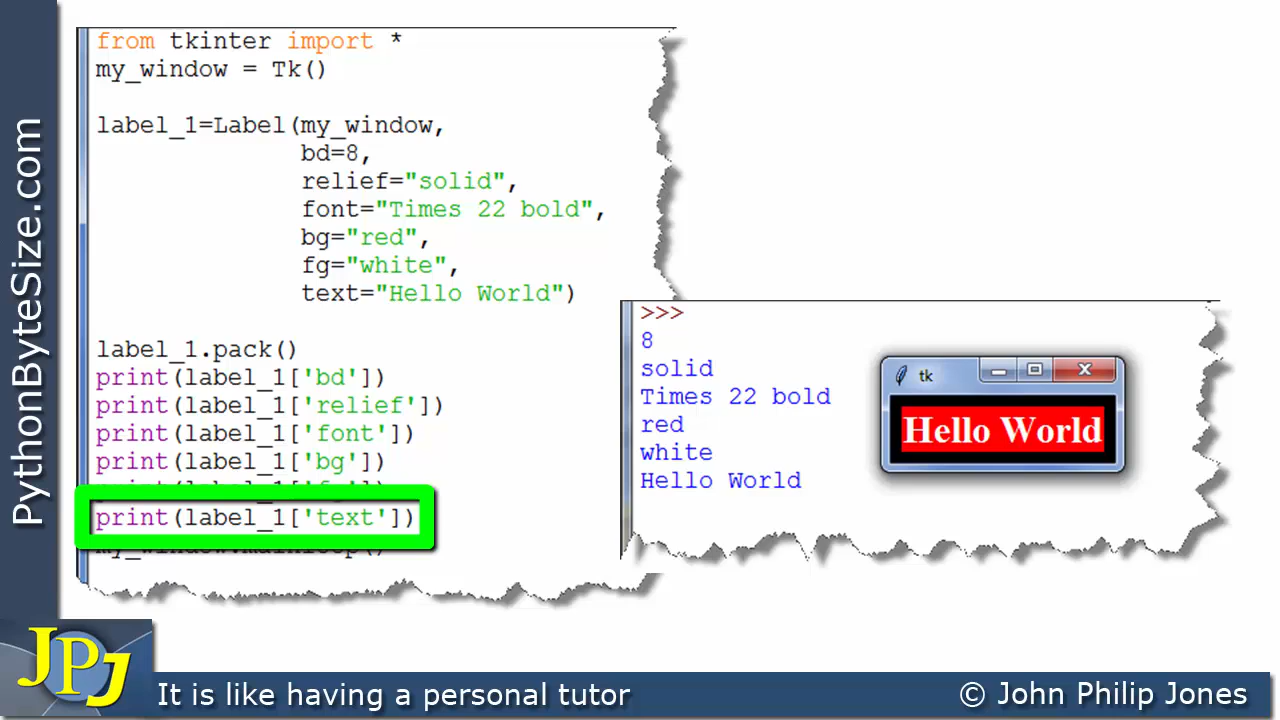 PythonByteSize.com
from tkinter import *
my_window = Tk()
label_1=Label(my_window,
bd=8,
relief="solid",
font="Times 22 bold",
bg="red",
fg="white",
text="Hello World")
label_1.pack()
print(label_1['bd'])
print(label_1['relief'])
print(label_1['font'])
print(label_1['bg'])
print(label_1['text'])
my_window.mainloop()
>>>
8
solid
Times 22 bold
red
white
Hello World
tk
Hello World
JPJ
It is like having a personal tutor
© John Philip Jones